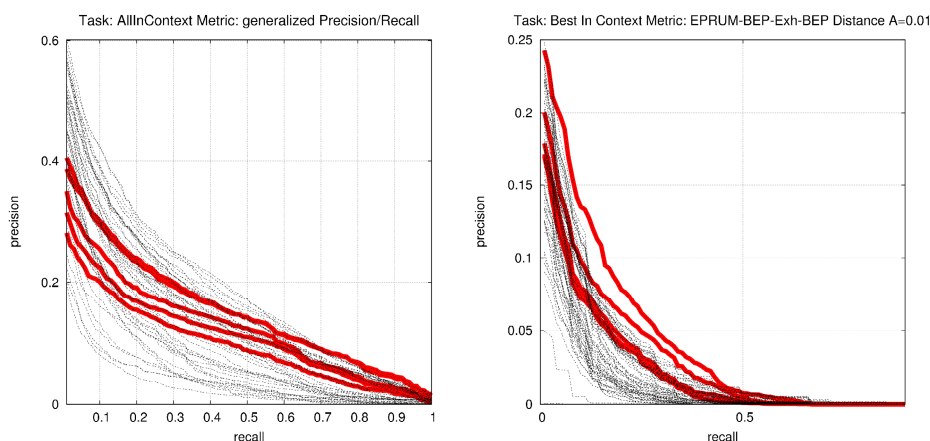 Task: AllInContext Metric: generalized Precision/Recall
0.6
0.4
0.2
0
precision
0.1 0.2 0.3 0.4 0.5 0.6 0.7 0.8 0.9 1
recall
Task: Best In Context Metric: EPRUM-BEP-Exh-BEP Distance A=0.01
0.25
0.2
0.15
0.1
0.05
0
precision
0 0.5
recall